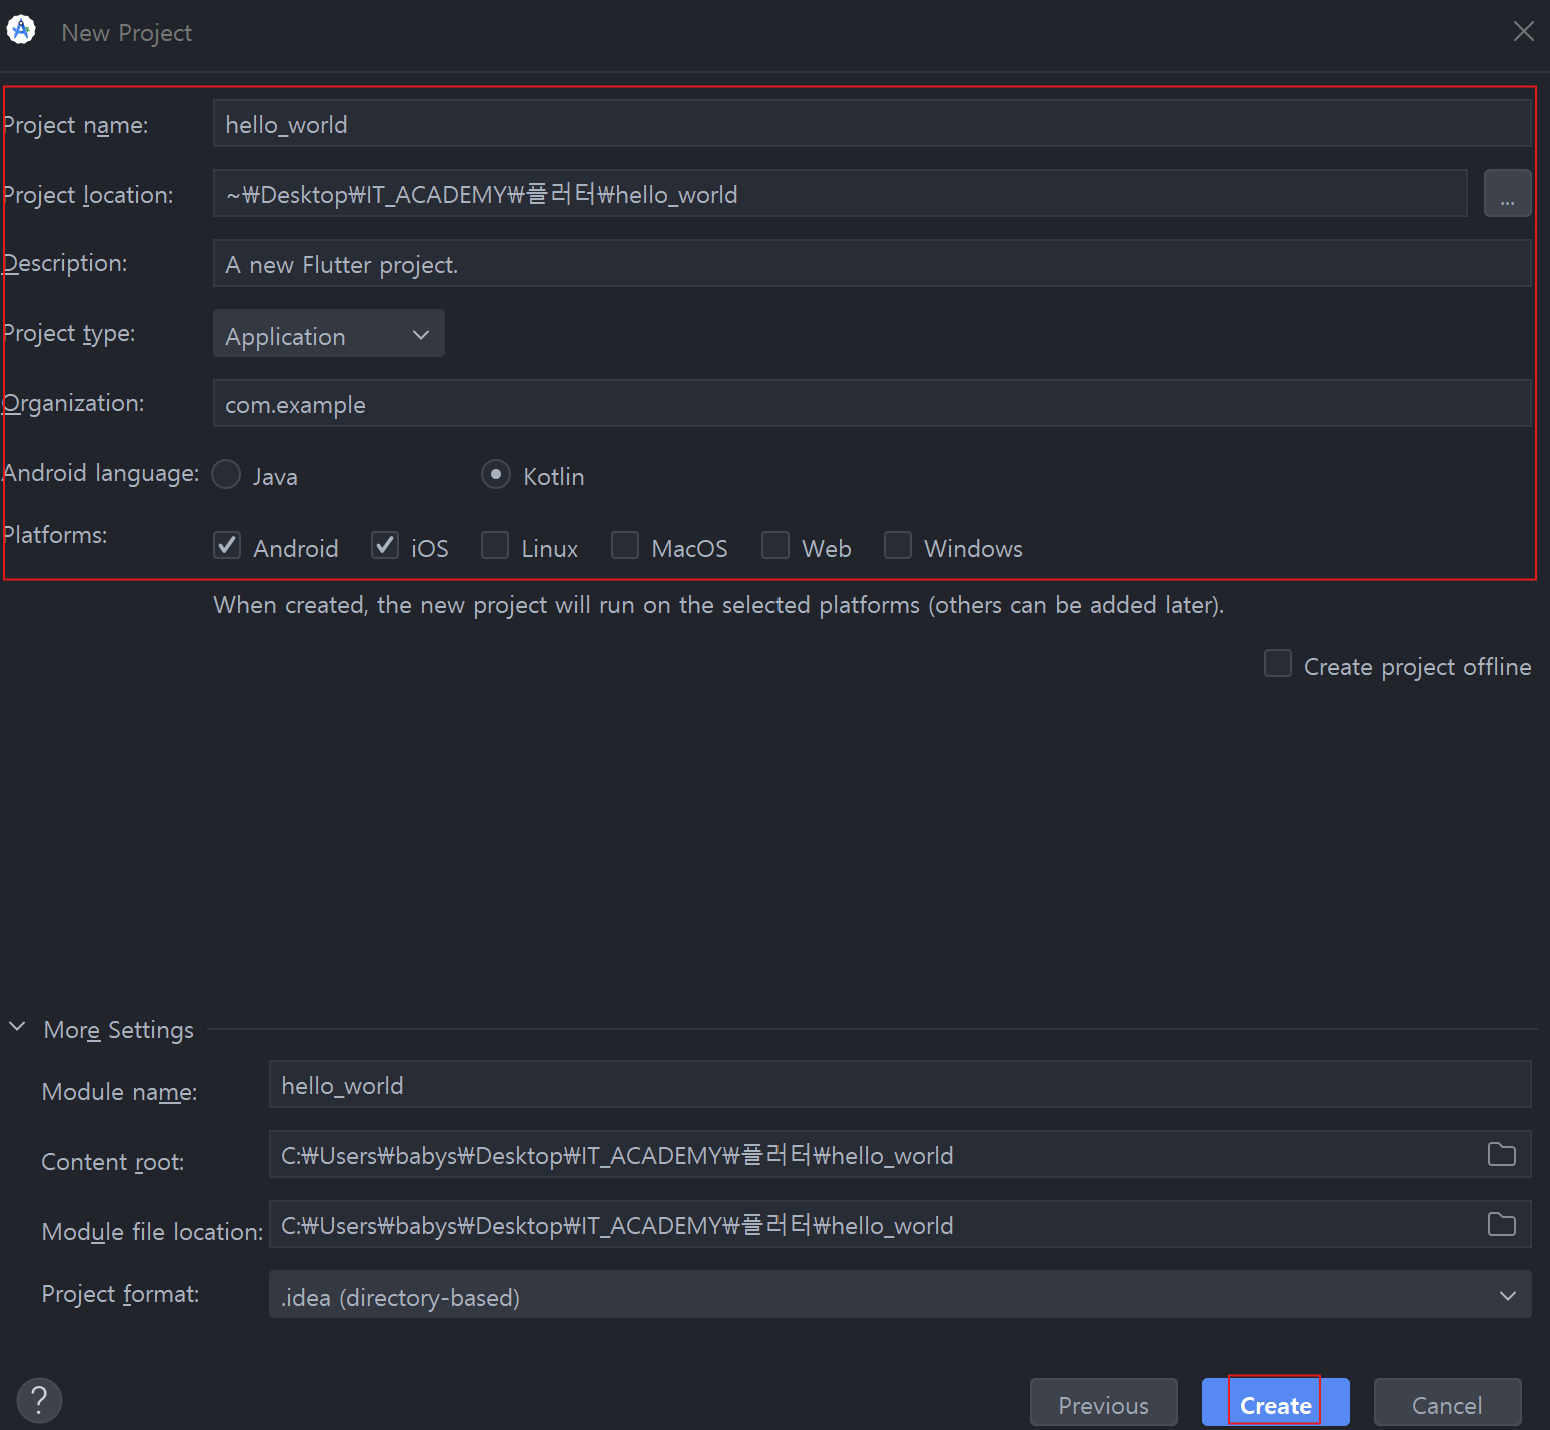 New Project
Project name: hello_world
Project location: ~₩Desktop₩IT_ACADEMY₩플러터₩hello_world ...
Description: A new Flutter project.
Project type: Application
Organization: com.example
Android language: Java Kotlin
Platforms: Android iOS Linux MacOS Web Windows
When created, the new project will run on the selected platforms (others can be added later).
Create project offline
More Settings
Module name: hello_world
Content root: C:₩Users₩babys₩Desktop₩IT_ACADEMY₩플러터₩hello_world
Module file location: C:₩Users₩babys₩Desktop₩IT_ACADEMY₩플러터₩hello_world
Project format: .idea (directory-based)
? Previous Create Cancel